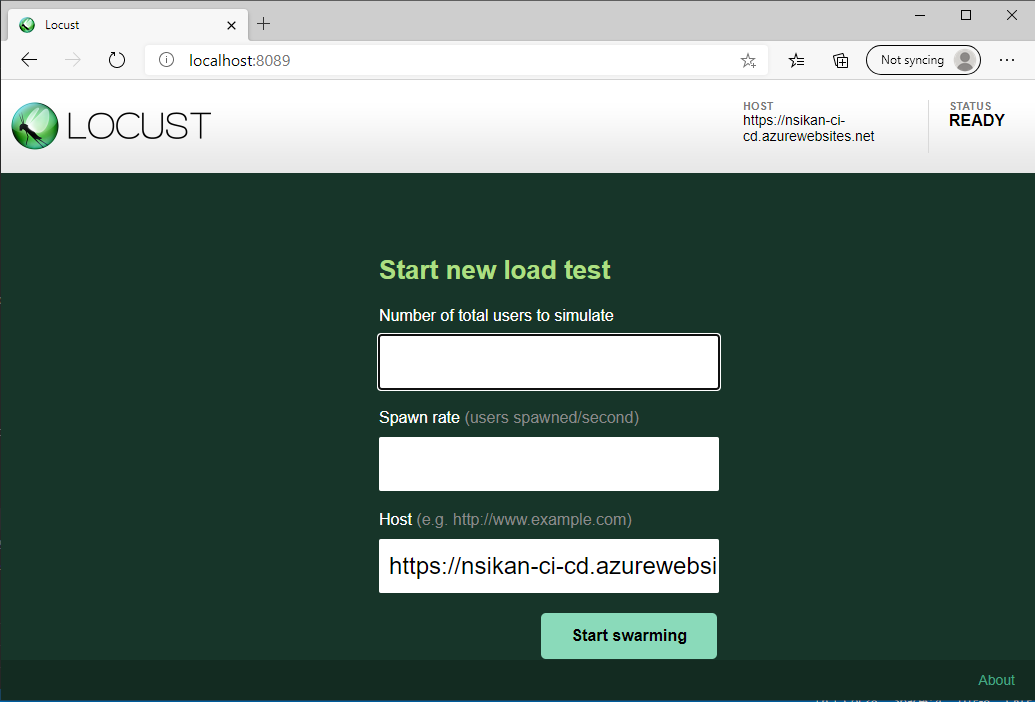 Locust
localhost:8089
Not syncing
LOCUST
HOST
https://nsikan-ci-
cd.azurewebsites.net
STATUS
READY
Start new load test
Number of total users to simulate
Spawn rate (users spawned/second)
Host (e.g. http://www.example.com)
https://nsikan-ci-cd.azurewebsi
Start swarming
About